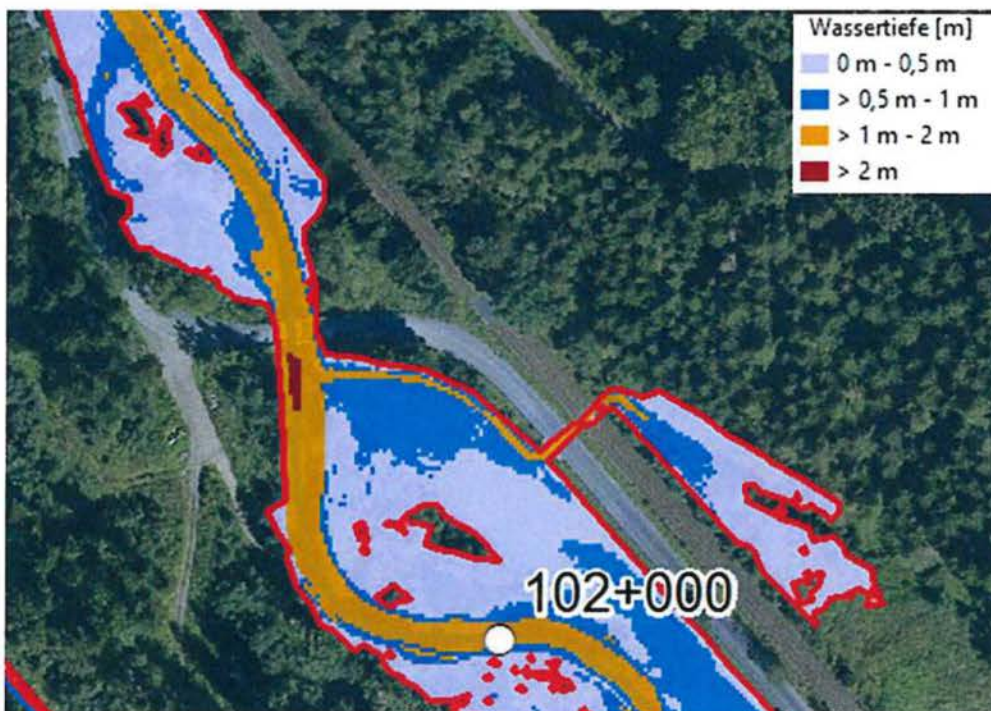 Wassertiefe [m]
0 m - 0,5 m
> 0,5 m - 1 m
> 1 m - 2 m
> 2 m
102+000